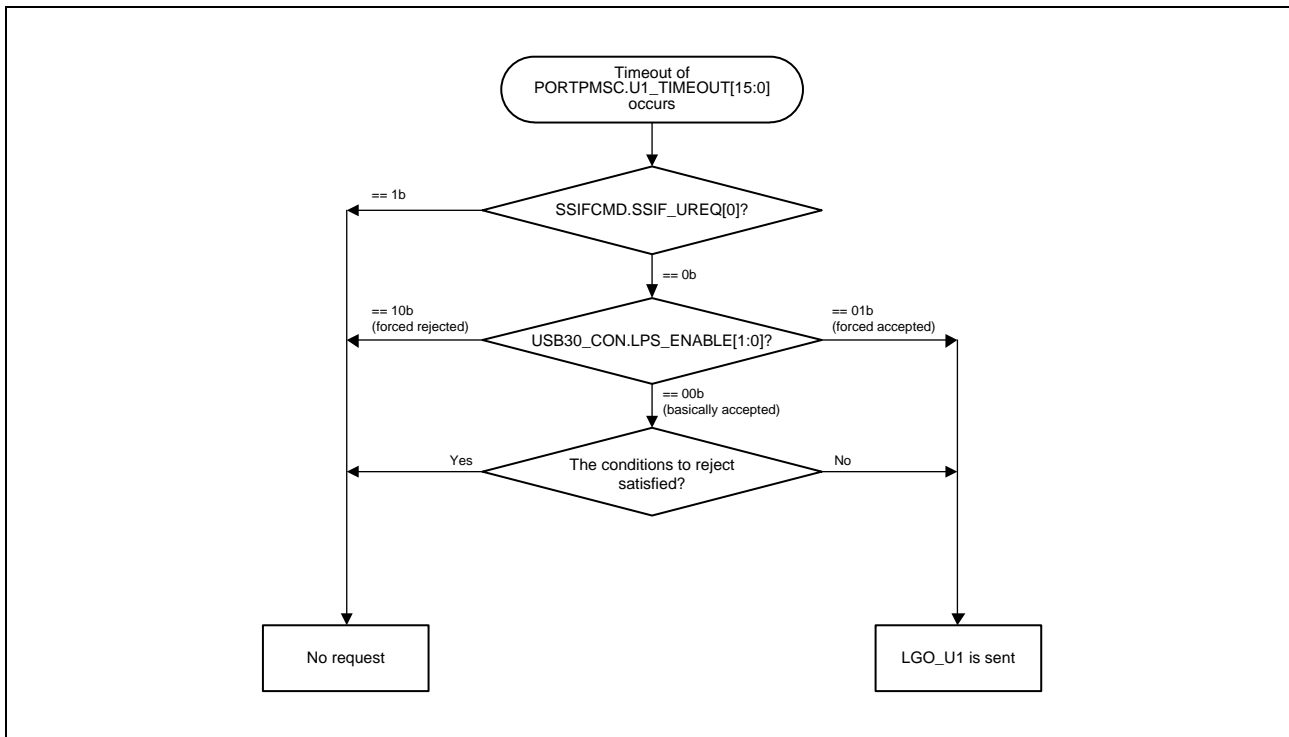 Timeout of
PORTPMSC.U1_TIMEOUT[15:0]
occurs
== 1b
SSIFCMD.SSIF_UREQ[0]?
== 0b
== 10b
(forced rejected)
== 01b
(forced accepted)
USB30_CON.LPS_ENABLE[1:0]?
== 00b
(basically accepted)
Yes
The conditions to reject
satisfied?
No
No request
LGO_U1 is sent